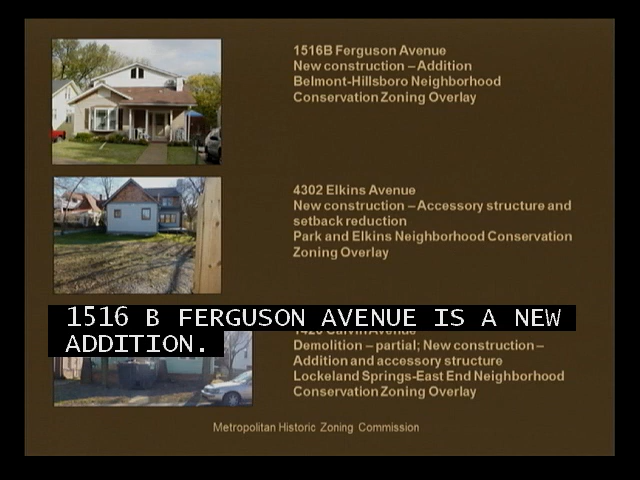 1516B Ferguson Avenue
New construction – Addition
Belmont-Hillsboro Neighborhood
Conservation Zoning Overlay
4302 Elkins Avenue
New construction – Accessory structure and
setback reduction
Park and Elkins Neighborhood Conservation
Zoning Overlay
1516 B FERGUSON AVENUE IS A NEW
ADDITION.
Avenue
Demolition – partial; New construction –
Addition and accessory structure
Lockeland Springs-East End Neighborhood
Conservation Zoning Overlay
Metropolitan Historic Zoning Commission